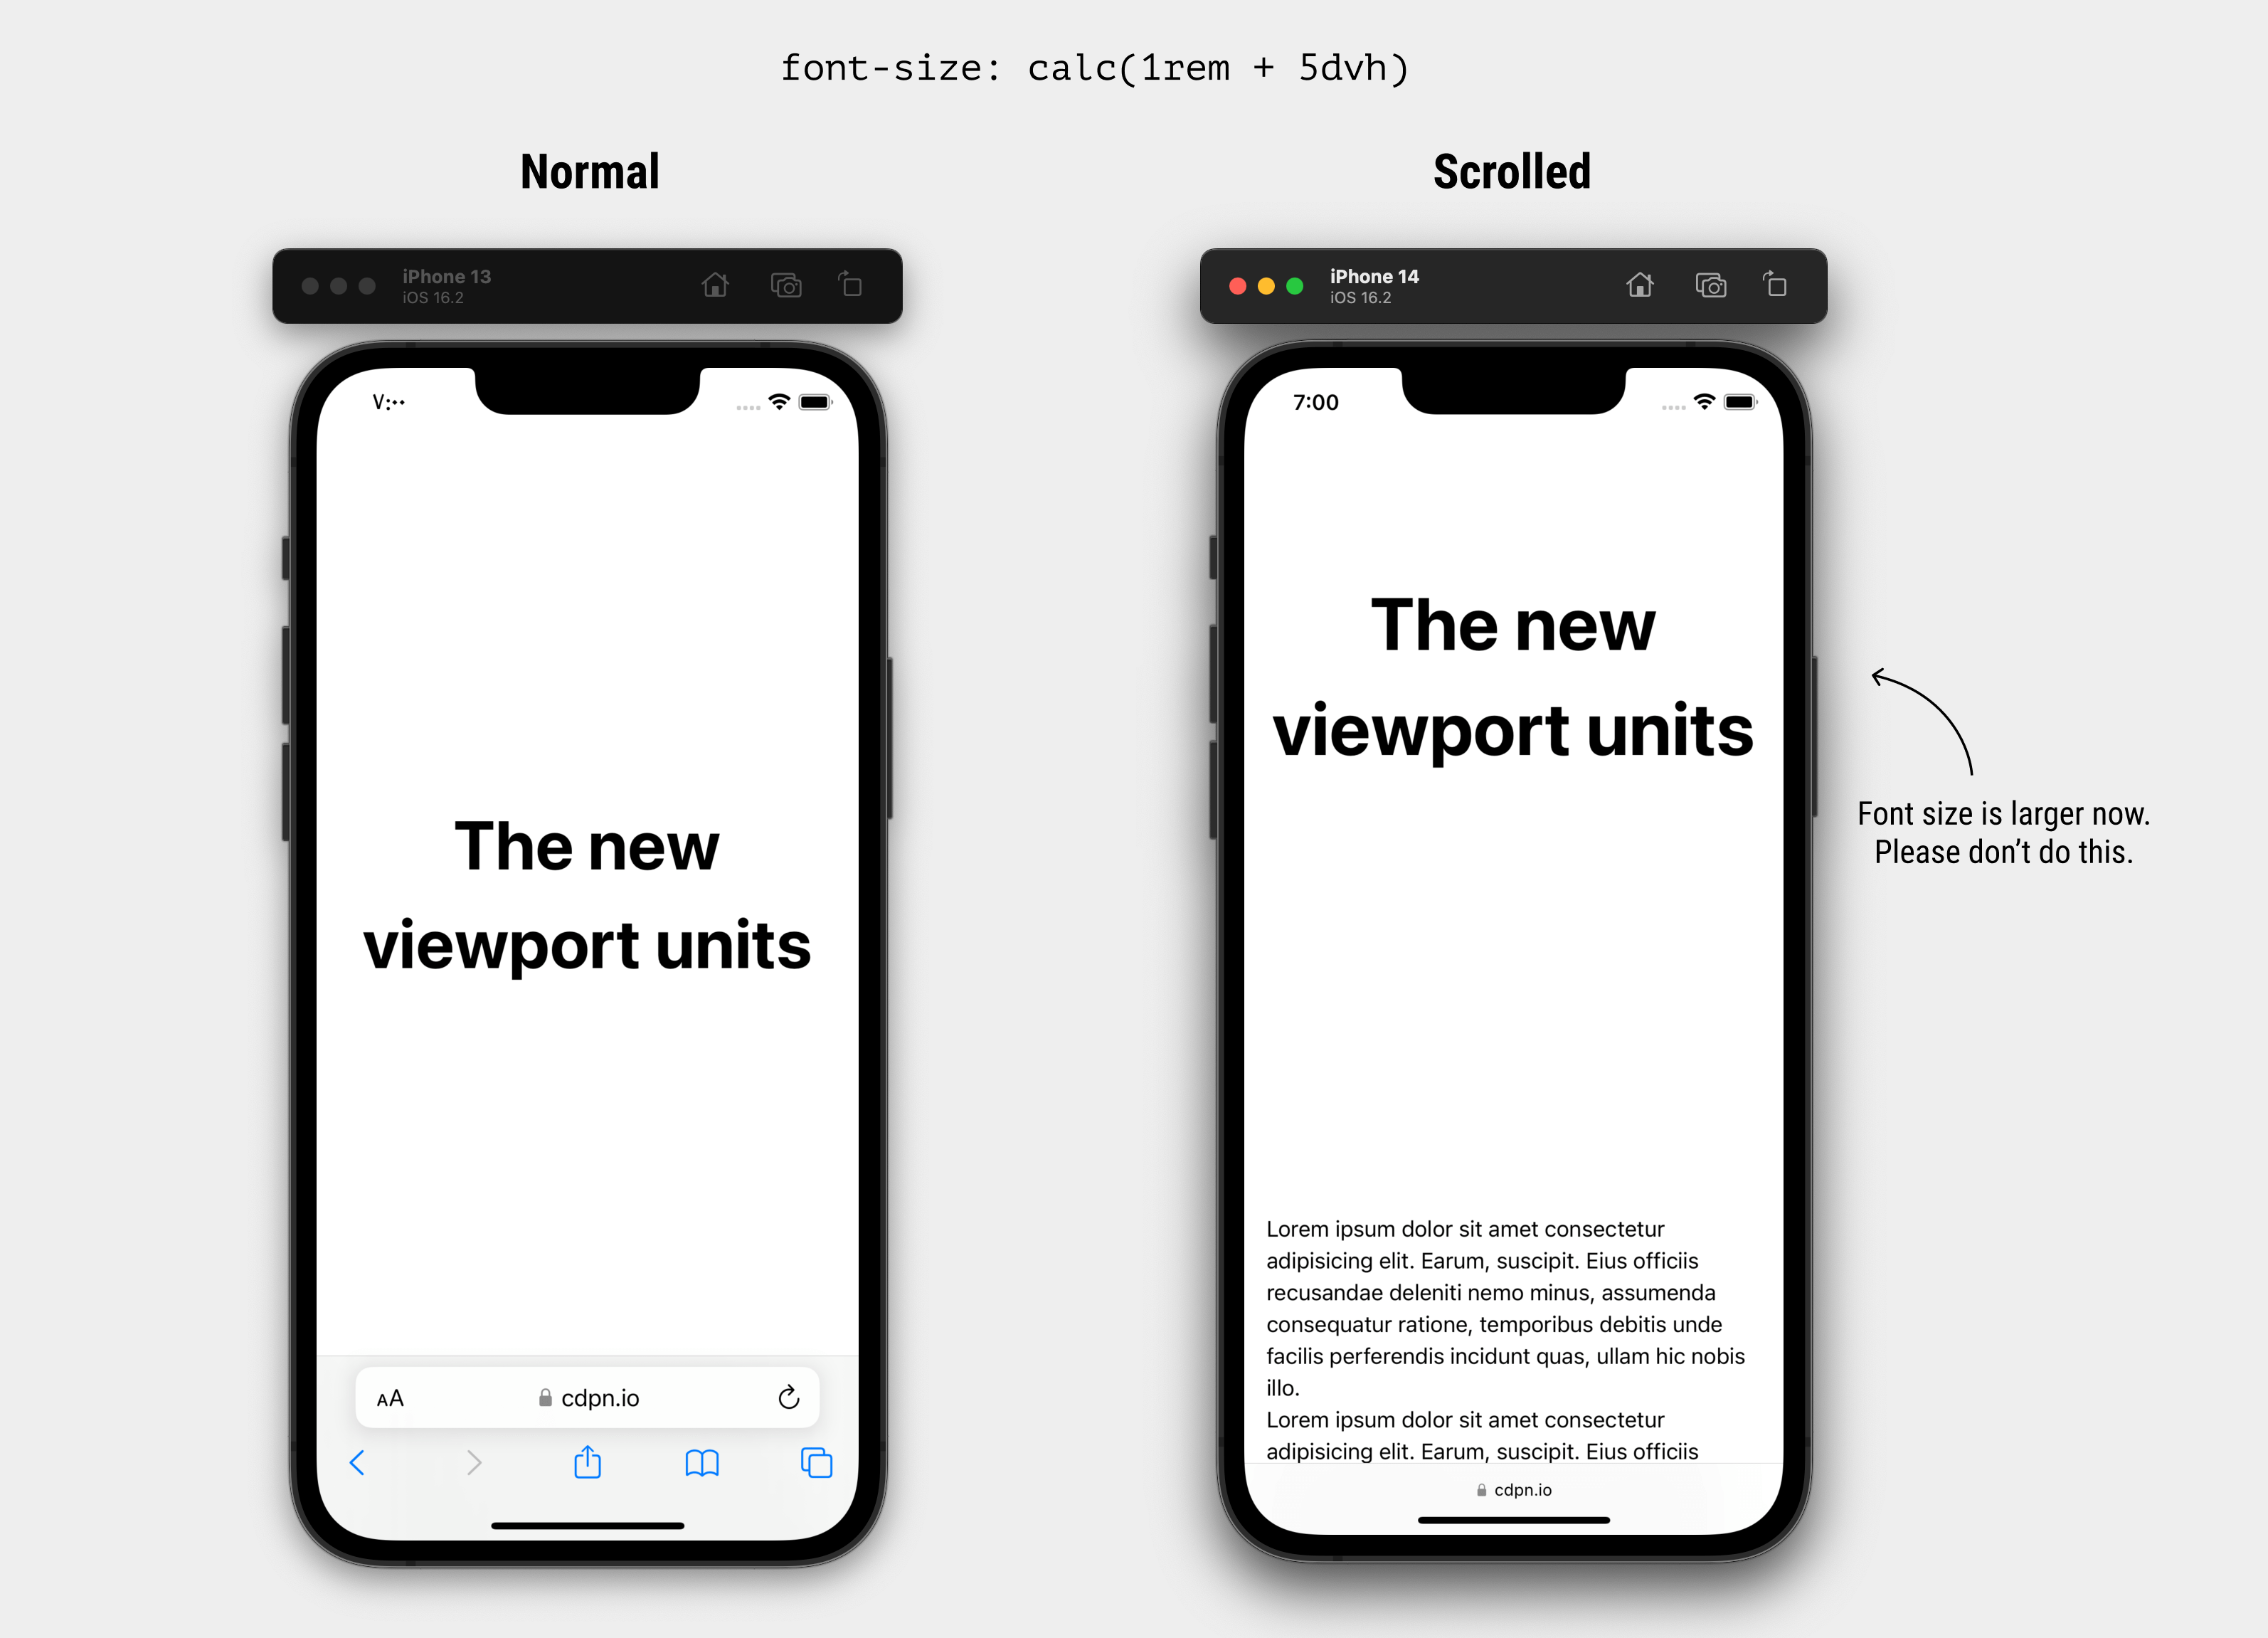 font-size: calc(1rem + 5dvh)
Normal
Scrolled
iPhone 13
iOS 16.2
iPhone 14
iOS 16.2
The new
viewport units
AA
cdpn.io
7:00
The new
viewport units
Lorem ipsum dolor sit amet consectetur
adipisicing elit. Earum, suscipit. Eius officiis
recusandae deleniti nemo minus, assumenda
consequatur ratione, temporibus debitis unde
facilis perferendis incidunt quas, ullam hic nobis
illo.
Lorem ipsum dolor sit amet consectetur
adipisicing elit. Earum, suscipit. Eius officiis
cdpn.io
Font size is larger now.
Please don’t do this.